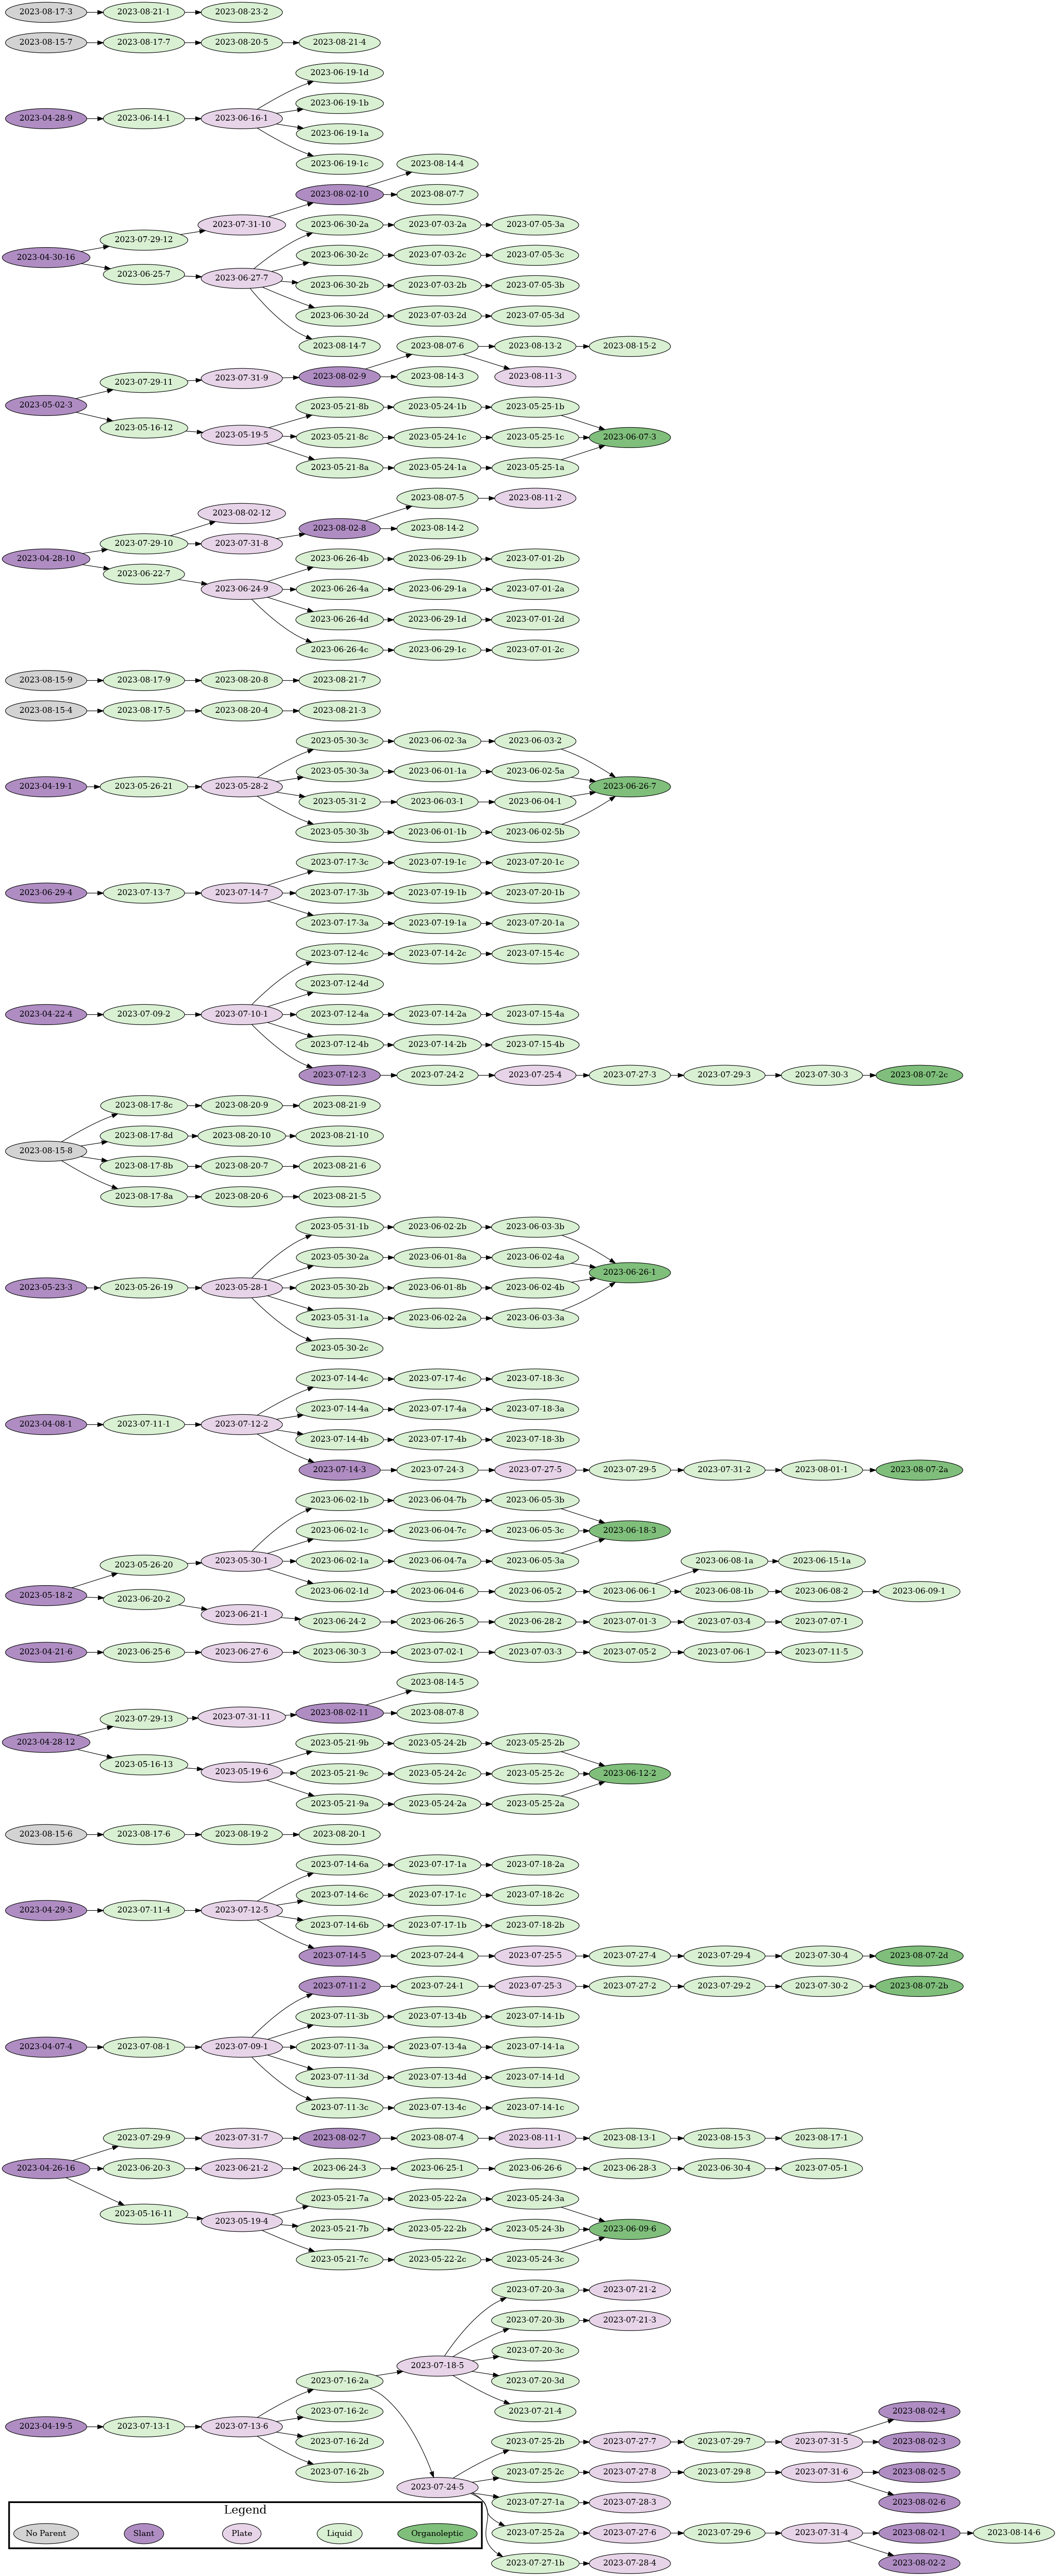 2023-08-17-3 2023-08-21-1 2023-08-23-2
2023-08-15-7 2023-08-17-7 2023-08-20-5 2023-08-21-4
2023-06-19-1d
2023-06-19-1b
2023-04-28-9 2023-06-14-1 2023-06-16-1
2023-06-19-1a
2023-06-19-1c 2023-08-14-4
2023-08-02-10 2023-08-07-7
2023-07-31-10 2023-06-30-2a 2023-07-03-2a 2023-07-05-3a
2023-07-29-12
2023-04-30-16 2023-06-30-2c 2023-07-03-2c 2023-07-05-3c
2023-06-25-7 2023-06-27-7 2023-06-30-2b 2023-07-03-2b 2023-07-05-3b
2023-06-30-2d 2023-07-03-2d 2023-07-05-3d
2023-08-14-7 2023-08-07-6 2023-08-13-2 2023-08-15-2
2023-07-29-11 2023-07-31-9 2023-08-02-9 2023-08-14-3 2023-08-11-3
2023-05-02-3 2023-05-21-8b 2023-05-24-1b 2023-05-25-1b
2023-05-16-12 2023-05-19-5 2023-05-21-8c 2023-05-24-1c 2023-05-25-1c 2023-06-07-3
2023-05-21-8a 2023-05-24-1a 2023-05-25-1a
2023-08-07-5 2023-08-11-2
2023-08-02-12
2023-08-02-8 2023-08-14-2
2023-07-29-10 2023-07-31-8
2023-04-28-10 2023-06-26-4b 2023-06-29-1b 2023-07-01-2b
2023-06-22-7 2023-06-24-9 2023-06-26-4a 2023-06-29-1a 2023-07-01-2a
2023-06-26-4d 2023-06-29-1d 2023-07-01-2d
2023-06-26-4c 2023-06-29-1c 2023-07-01-2c
2023-08-15-9 2023-08-17-9 2023-08-20-8 2023-08-21-7
2023-08-15-4 2023-08-17-5 2023-08-20-4 2023-08-21-3
2023-05-30-3c 2023-06-02-3a 2023-06-03-2
2023-05-30-3a 2023-06-01-1a 2023-06-02-5a
2023-04-19-1 2023-05-26-21 2023-05-28-2 2023-06-26-7
2023-05-31-2 2023-06-03-1 2023-06-04-1
2023-05-30-3b 2023-06-01-1b 2023-06-02-5b
2023-07-17-3c 2023-07-19-1c 2023-07-20-1c
2023-06-29-4 2023-07-13-7 2023-07-14-7 2023-07-17-3b 2023-07-19-1b 2023-07-20-1b
2023-07-17-3a 2023-07-19-1a 2023-07-20-1a
2023-07-12-4c 2023-07-14-2c 2023-07-15-4c
2023-07-12-4d
2023-04-22-4 2023-07-09-2 2023-07-10-1 2023-07-12-4a 2023-07-14-2a 2023-07-15-4a
2023-07-12-4b 2023-07-14-2b 2023-07-15-4b
2023-07-12-3 2023-07-24-2 2023-07-25-4 2023-07-27-3 2023-07-29-3 2023-07-30-3 2023-08-07-2c
2023-08-17-8c 2023-08-20-9 2023-08-21-9
2023-08-17-8d 2023-08-20-10 2023-08-21-10
2023-08-15-8
2023-08-17-8b 2023-08-20-7 2023-08-21-6
2023-08-17-8a 2023-08-20-6 2023-08-21-5
2023-05-31-1b 2023-06-02-2b 2023-06-03-3b
2023-05-30-2a 2023-06-01-8a 2023-06-02-4a
2023-06-26-1
2023-05-23-3 2023-05-26-19 2023-05-28-1 2023-05-30-2b 2023-06-01-8b 2023-06-02-4b
2023-05-31-1a 2023-06-02-2a 2023-06-03-3a
2023-05-30-2c
2023-07-14-4c 2023-07-17-4c 2023-07-18-3c
2023-07-14-4a 2023-07-17-4a 2023-07-18-3a
2023-04-08-1 2023-07-11-1 2023-07-12-2
2023-07-14-4b 2023-07-17-4b 2023-07-18-3b
2023-07-14-3 2023-07-24-3 2023-07-27-5 2023-07-29-5 2023-07-31-2 2023-08-01-1 2023-08-07-2a
2023-06-02-1b 2023-06-04-7b 2023-06-05-3b
2023-06-02-1c 2023-06-04-7c 2023-06-05-3c 2023-06-18-3
2023-05-26-20 2023-05-30-1 2023-06-02-1a 2023-06-04-7a 2023-06-05-3a 2023-06-08-1a 2023-06-15-1a
2023-05-18-2 2023-06-02-1d 2023-06-04-6 2023-06-05-2 2023-06-06-1 2023-06-08-1b 2023-06-08-2 2023-06-09-1
2023-06-20-2 2023-06-21-1 2023-06-24-2 2023-06-26-5 2023-06-28-2 2023-07-01-3 2023-07-03-4 2023-07-07-1
2023-04-21-6 2023-06-25-6 2023-06-27-6 2023-06-30-3 2023-07-02-1 2023-07-03-3 2023-07-05-2 2023-07-06-1 2023-07-11-5
2023-08-14-5
2023-07-29-13 2023-07-31-11 2023-08-02-11 2023-08-07-8
2023-04-28-12 2023-05-21-9b 2023-05-24-2b 2023-05-25-2b
2023-05-16-13 2023-05-19-6 2023-05-21-9c 2023-05-24-2c 2023-05-25-2c 2023-06-12-2
2023-05-21-9a 2023-05-24-2a 2023-05-25-2a
2023-08-15-6 2023-08-17-6 2023-08-19-2 2023-08-20-1
2023-07-14-6a 2023-07-17-1a 2023-07-18-2a
2023-07-14-6c 2023-07-17-1c 2023-07-18-2c
2023-04-29-3 2023-07-11-4 2023-07-12-5
2023-07-14-6b 2023-07-17-1b 2023-07-18-2b
2023-07-14-5 2023-07-24-4 2023-07-25-5 2023-07-27-4 2023-07-29-4 2023-07-30-4 2023-08-07-2d
2023-07-11-2 2023-07-24-1 2023-07-25-3 2023-07-27-2 2023-07-29-2 2023-07-30-2 2023-08-07-2b
2023-07-11-3b 2023-07-13-4b 2023-07-14-1b
2023-04-07-4 2023-07-08-1 2023-07-09-1 2023-07-11-3a 2023-07-13-4a 2023-07-14-1a
2023-07-11-3d 2023-07-13-4d 2023-07-14-1d
2023-07-11-3c 2023-07-13-4c 2023-07-14-1c
2023-07-29-9 2023-07-31-7 2023-08-02-7 2023-08-07-4 2023-08-11-1 2023-08-13-1 2023-08-15-3 2023-08-17-1
2023-04-26-16 2023-06-20-3 2023-06-21-2 2023-06-24-3 2023-06-25-1 2023-06-26-6 2023-06-28-3 2023-06-30-4 2023-07-05-1
2023-05-21-7a 2023-05-22-2a 2023-05-24-3a
2023-05-16-11 2023-05-19-4 2023-05-21-7b 2023-05-22-2b 2023-05-24-3b 2023-06-09-6
2023-05-21-7c 2023-05-22-2c 2023-05-24-3c
2023-07-20-3a 2023-07-21-2
2023-07-20-3b 2023-07-21-3
2023-07-20-3c
2023-07-18-5
2023-07-16-2a 2023-07-20-3d
2023-07-16-2c 2023-07-21-4 2023-08-02-4
2023-04-19-5 2023-07-13-1 2023-07-13-6
2023-07-16-2d 2023-07-25-2b 2023-07-27-7 2023-07-29-7 2023-07-31-5 2023-08-02-3
2023-07-16-2b 2023-07-25-2c 2023-07-27-8 2023-07-29-8 2023-07-31-6 2023-08-02-5
2023-07-24-5
2023-07-27-1a 2023-07-28-3 2023-08-02-6
Legend
No Parent Slant Plate Liquid Organoleptic 2023-07-25-2a 2023-07-27-6 2023-07-29-6 2023-07-31-4 2023-08-02-1 2023-08-14-6
2023-07-27-1b 2023-07-28-4 2023-08-02-2